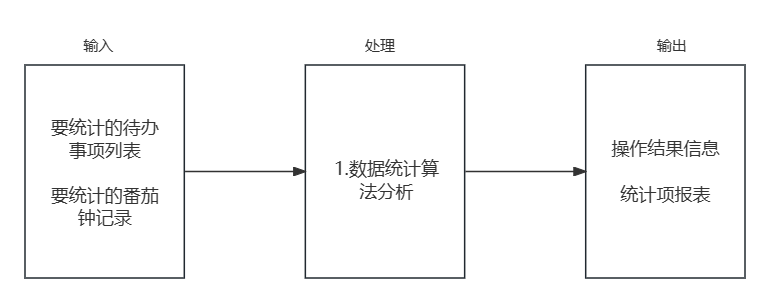 输入
处理
输出
要统计的待办
事项列表
要统计的番茄
钟记录
1.数据统计算
法分析
操作结果信息
统计项报表